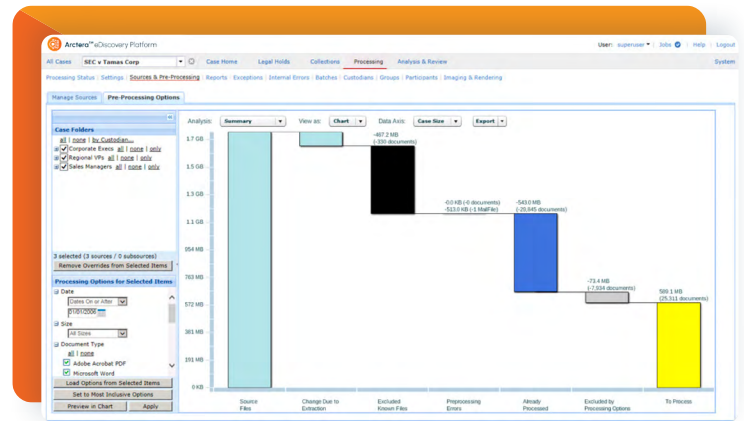 Arctera™ eDiscovery Platform
User: superuser | Jobs | Help | Logout
All Cases SEC v Tamas Corp Case Home Legal Holds Collections Processing Analysis & Review System
Processing Status | Settings | Sources & Pre-Processing | Reports | Exceptions | Internal Errors | Batches | Custodians | Groups | Participants | Imaging & Rendering
Manage Sources Pre-Processing Options
Analysis: Summary View as: Chart Data Axis: Case Size Export
Case Folders
all | none | by Custodian...
Corporate Execs all | none | only
Regional VPs all | none | only
Sales Managers all | none | only
3 selected (3 sources / 0 subsources)
Remove Overrides from Selected Items
Processing Options for Selected Items
Date
Dates On or After
01/01/2006
Size
All Sizes
Document Type
all | none
Adobe Acrobat PDF
Microsoft Word
Load Options from Selected Items
Set to Most Inclusive Options
Preview in Chart Apply
1.7 GB
1.5 GB
1.3 GB
1.1 GB
954 MB
763 MB
572 MB
381 MB
191 MB
0 KB
-467.2 MB
(-330 documents)
-0.0 KB (-6 documents)
-513.0 KB (-1 MailFile)
-543.0 MB
(-29,945 documents)
-73.4 MB
(-7,934 documents)
589.1 MB
(25,311 documents)
Source Files
Change Due to Extraction
Excluded Known Files
Preprocessing Errors
Already Processed
Excluded by Processing Options
To Process